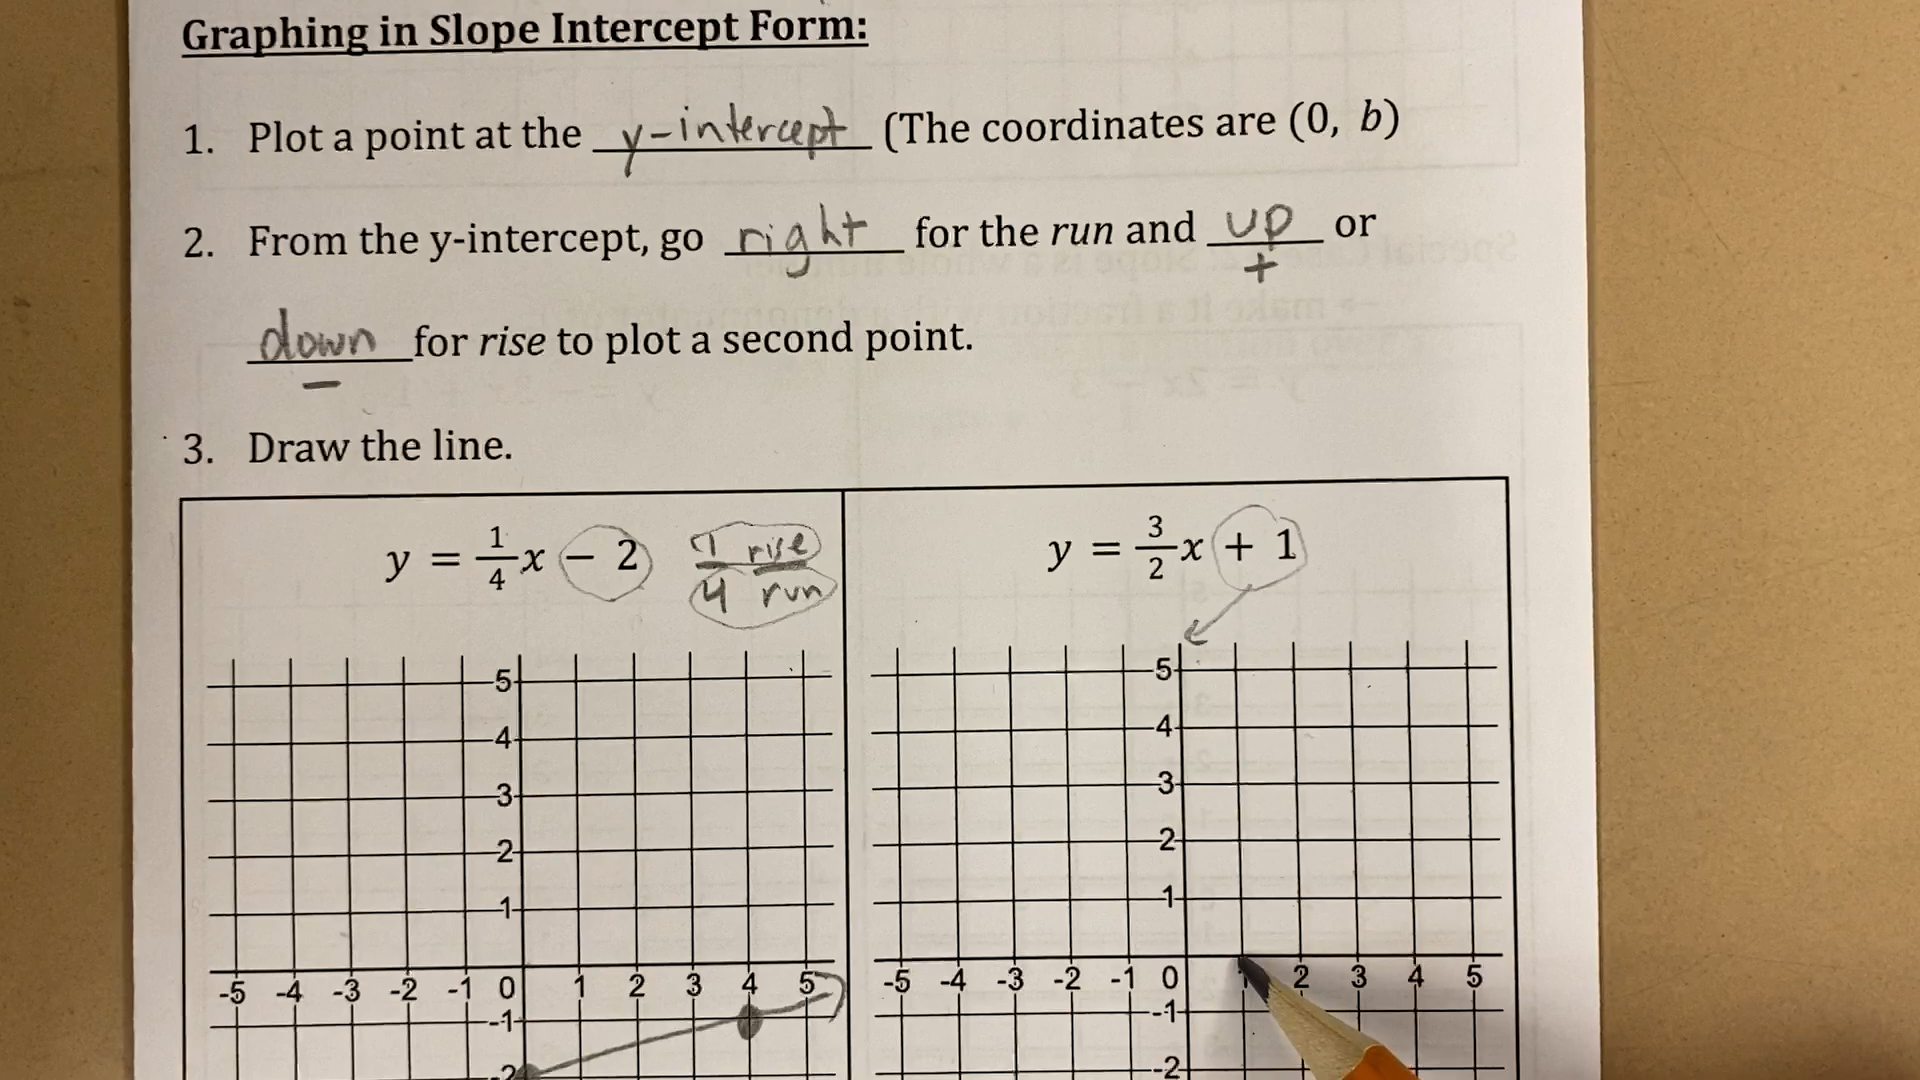 Graphing in Slope Intercept Form:
1. Plot a point at the y-intercept (The coordinates are (0, b)
2. From the y-intercept, go right for the run and up or
+
down for rise to plot a second point.
−
3. Draw the line.
y = 1/4 x − 2
1 rise
4 run
5
4
3
2
1
-5 -4 -3 -2 -1 0 1 2 3 4 5
-1
-2
y = 3/2 x + 1
5
4
3
2
1
-5 -4 -3 -2 -1 0 1 2 3 4 5
-1
-2